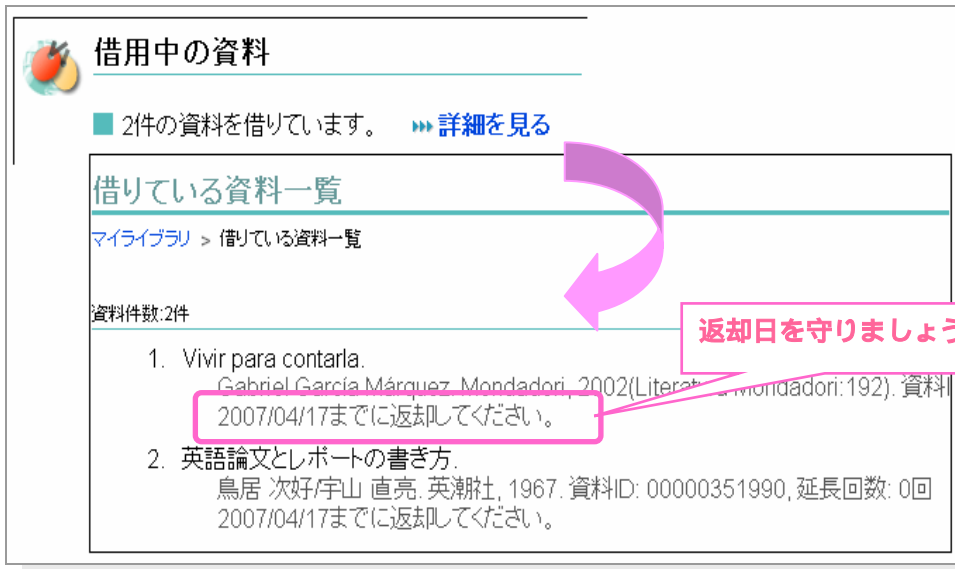 借用中の資料
2件の資料を借りています。 詳細を見る
借りている資料一覧
マイライブラリ > 借りている資料一覧
資料件数:2件
返却日を守りましょう
1. Vivir para contarla.
Gabriel García Márquez. Mondadori, 2002(Literat Mondadori:192). 資料I
2007/04/17までに返却してください。
2. 英語論文とレポートの書き方.
鳥居 次好/宇山 直亮. 英潮社, 1967. 資料ID: 00000351990, 延長回数: 0回
2007/04/17までに返却してください。